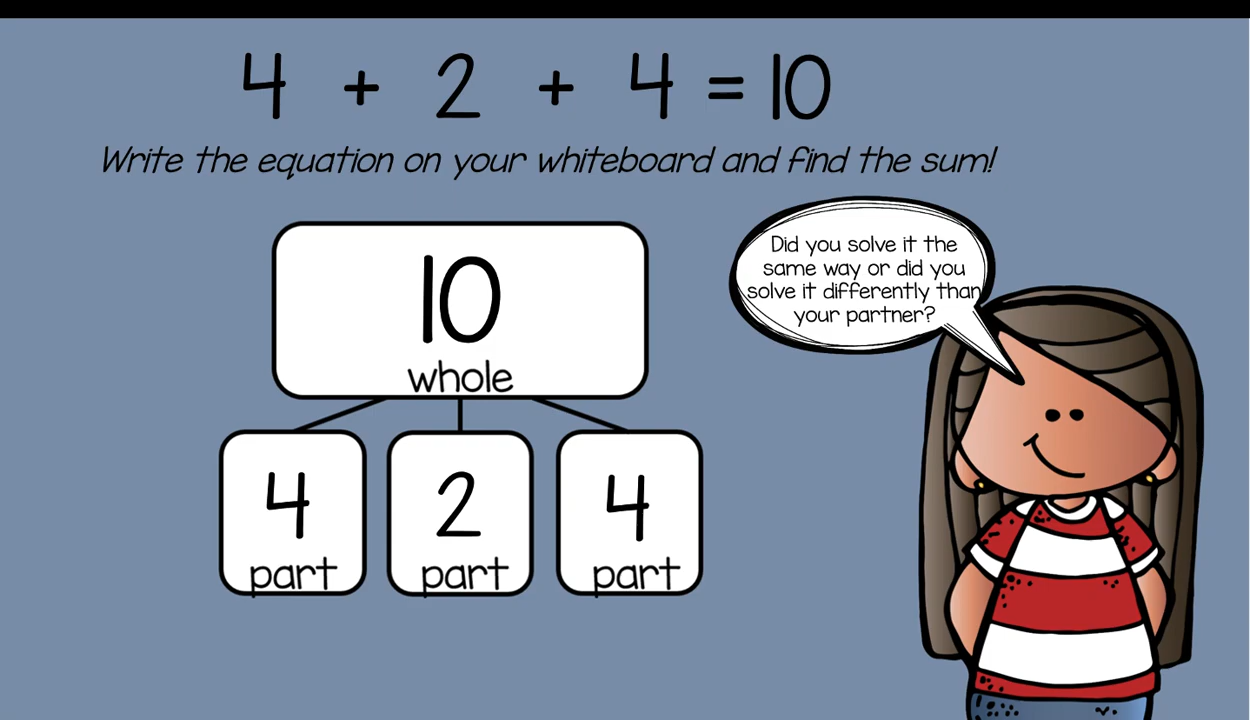 4 + 2 + 4 = 10
Write the equation on your whiteboard and find the sum!
Did you solve it the
same way or did you
solve it differently than
your partner?
10
whole
4 2 4
part part part